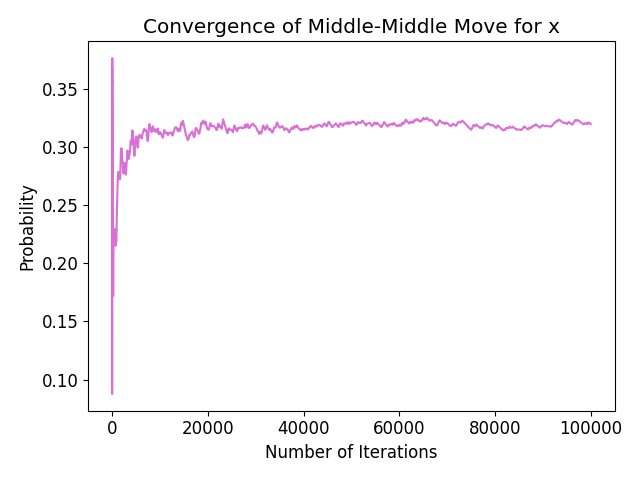 Convergence of Middle-Middle Move for x
Probability
0.35
0.30
0.25
0.20
0.15
0.10
0 20000 40000 60000 80000 100000
Number of Iterations